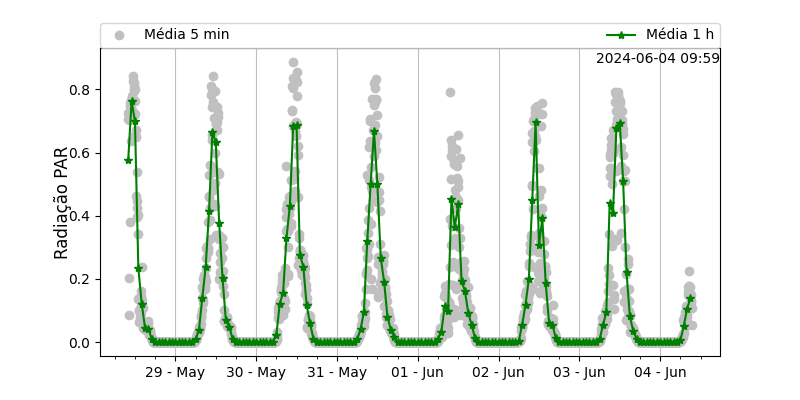 Média 5 min
Média 1 h
2024-06-04 09:59
Radiação PAR
0.8
0.6
0.4
0.2
0.0
29 - May
30 - May
31 - May
01 - Jun
02 - Jun
03 - Jun
04 - Jun